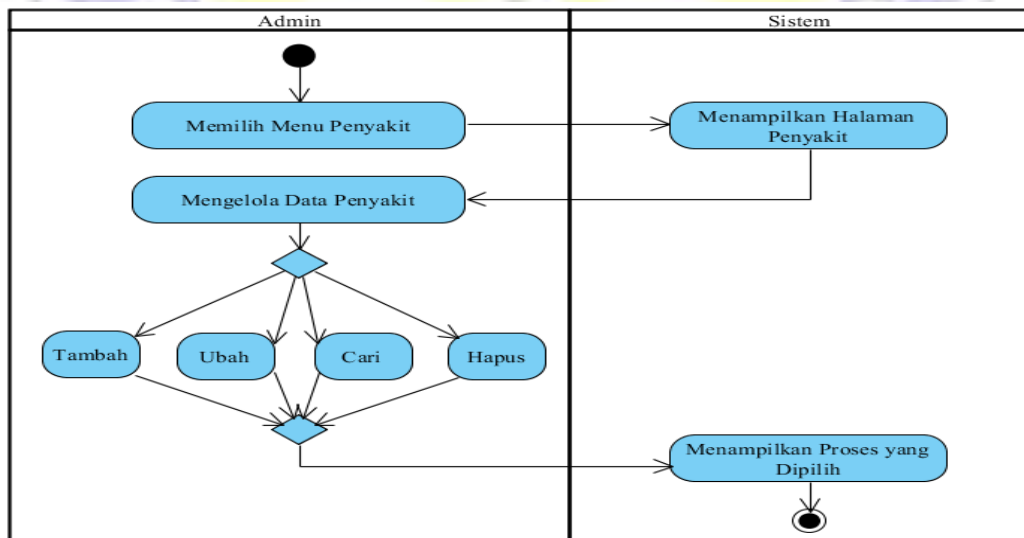 Admin
Sistem
Memilih Menu Penyakit
Menampilkan Halaman
Penyakit
Mengelola Data Penyakit
Tambah
Ubah
Cari
Hapus
Menampilkan Proses yang
Dipilih